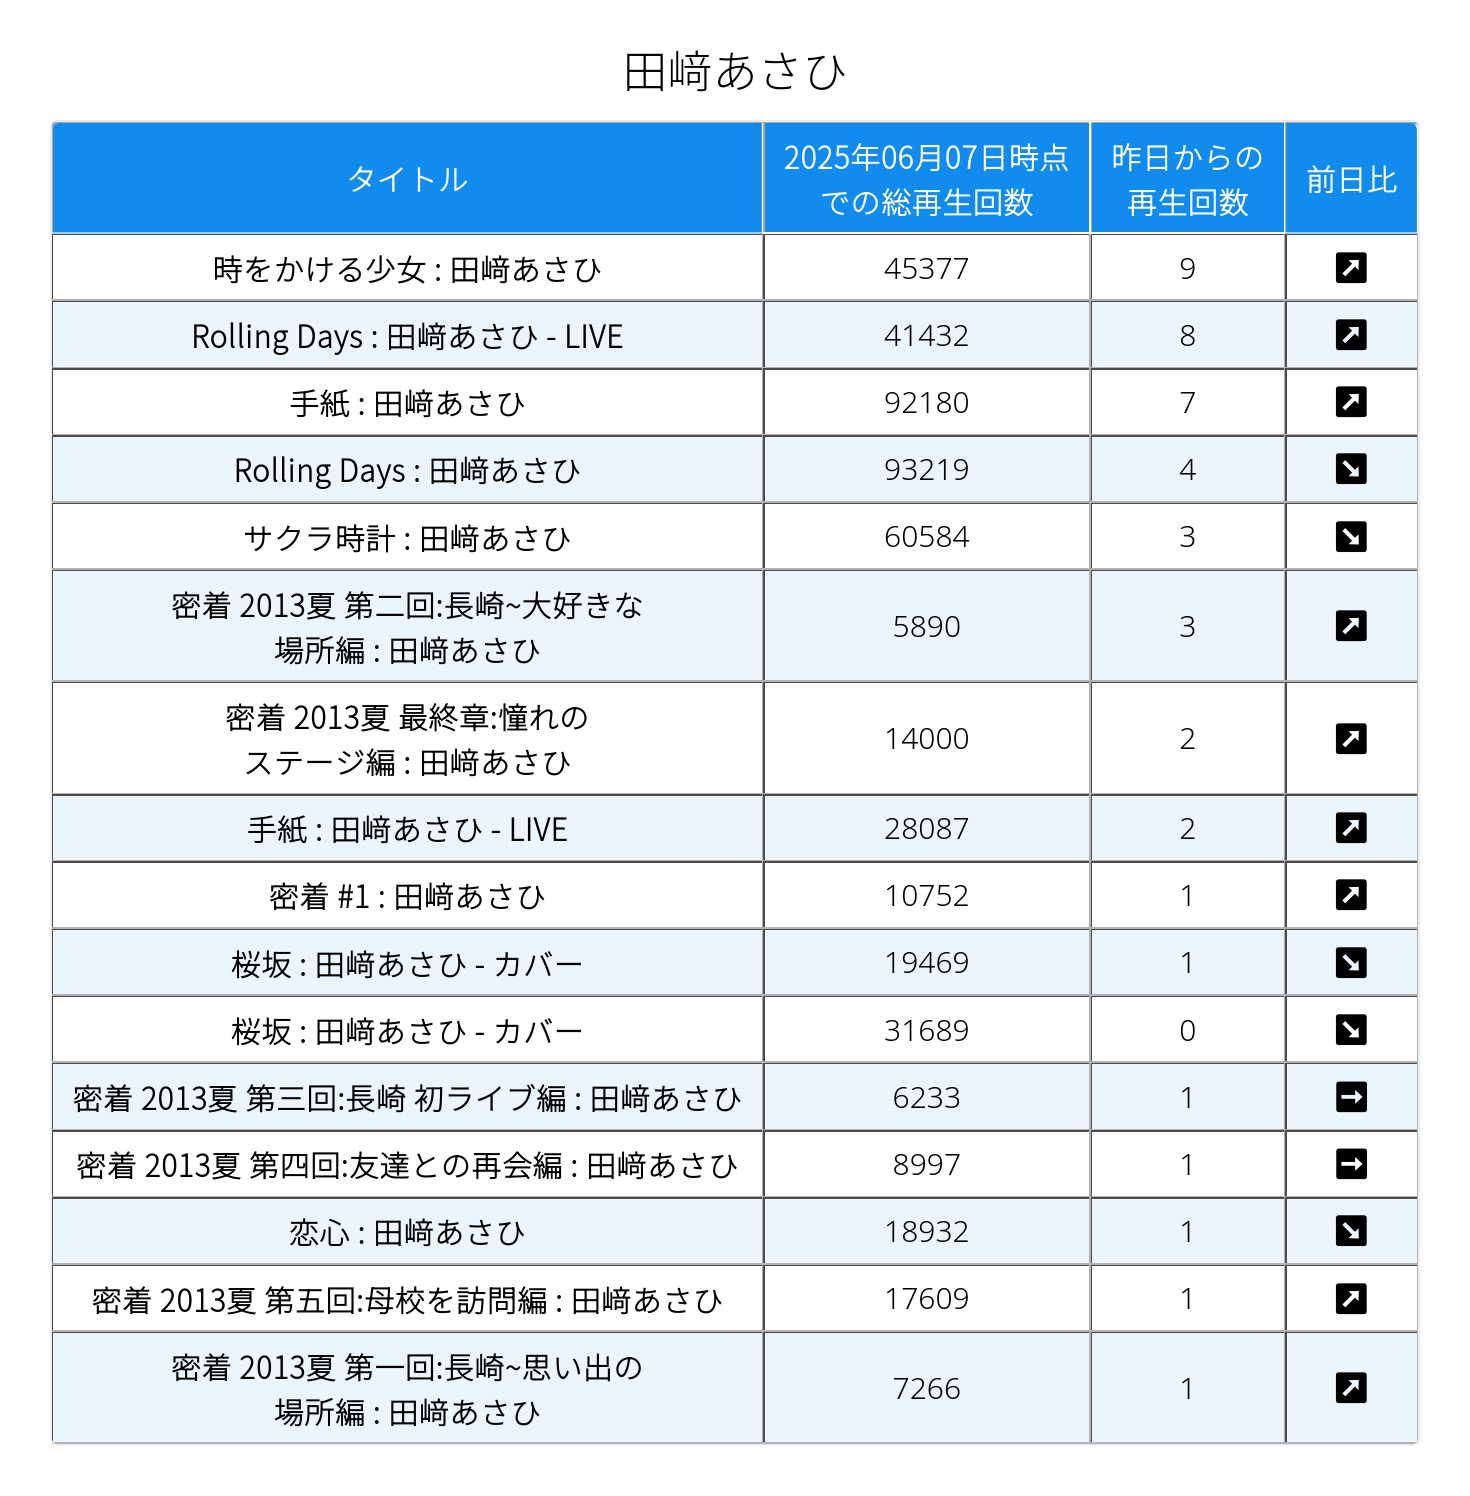 田﨑あさひ
タイトル
2025年06月07日時点
での総再生回数
昨日からの
再生回数
前日比
時をかける少女 : 田﨑あさひ 45377 9 ↗
Rolling Days : 田﨑あさひ - LIVE 41432 8 ↗
手紙 : 田﨑あさひ 92180 7 ↗
Rolling Days : 田﨑あさひ 93219 4 ↘
サクラ時計 : 田﨑あさひ 60584 3 ↘
密着 2013夏 第二回:長崎~大好きな
場所編 : 田﨑あさひ 5890 3 ↗
密着 2013夏 最終章:憧れの
ステージ編 : 田﨑あさひ 14000 2 ↗
手紙 : 田﨑あさひ - LIVE 28087 2 ↗
密着 #1 : 田﨑あさひ 10752 1 ↗
桜坂 : 田﨑あさひ - カバー 19469 1 ↘
桜坂 : 田﨑あさひ - カバー 31689 0 ↘
密着 2013夏 第三回:長崎 初ライブ編 : 田﨑あさひ 6233 1 →
密着 2013夏 第四回:友達との再会編 : 田﨑あさひ 8997 1 →
恋心 : 田﨑あさひ 18932 1 ↘
密着 2013夏 第五回:母校を訪問編 : 田﨑あさひ 17609 1 ↗
密着 2013夏 第一回:長崎~思い出の
場所編 : 田﨑あさひ 7266 1 ↗